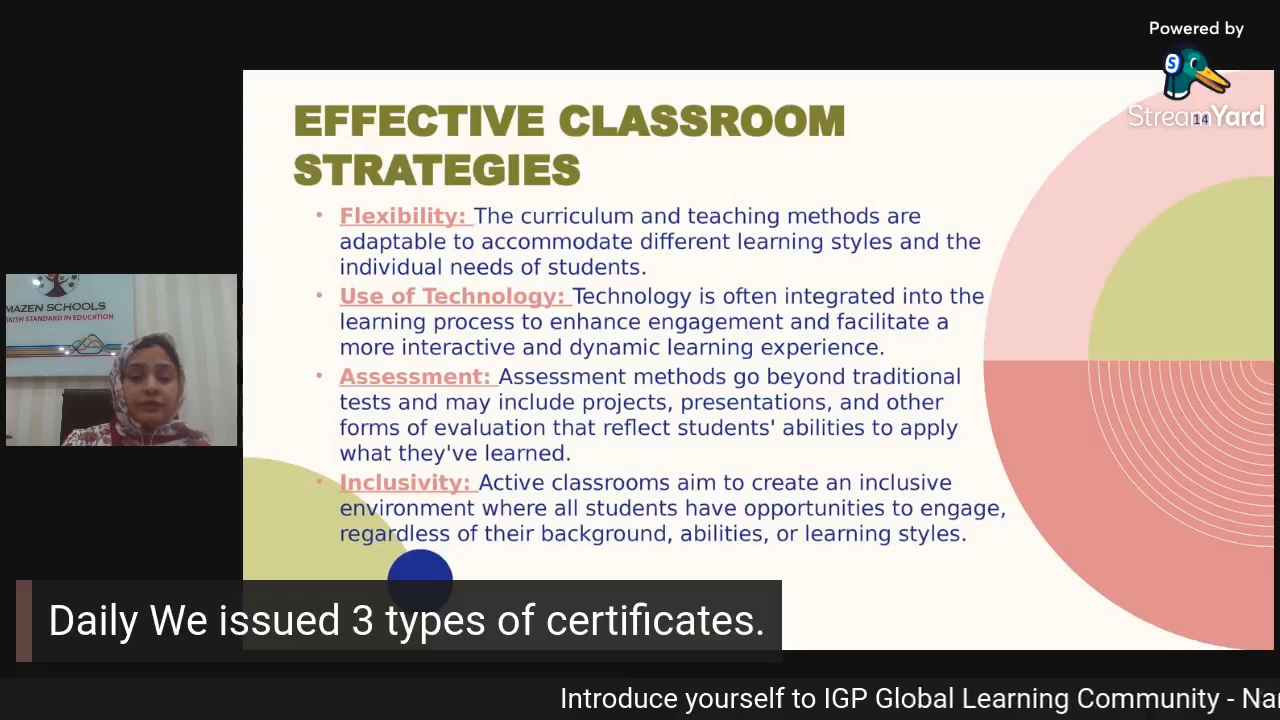 Powered by
StreamYard
14
EFFECTIVE CLASSROOM
STRATEGIES
• Flexibility: The curriculum and teaching methods are
adaptable to accommodate different learning styles and the
individual needs of students.
• Use of Technology: Technology is often integrated into the
learning process to enhance engagement and facilitate a
more interactive and dynamic learning experience.
• Assessment: Assessment methods go beyond traditional
tests and may include projects, presentations, and other
forms of evaluation that reflect students' abilities to apply
what they've learned.
• Inclusivity: Active classrooms aim to create an inclusive
environment where all students have opportunities to engage,
regardless of their background, abilities, or learning styles.
MAZEN SCHOOLS
STANDARD IN EDUCATION
Daily We issued 3 types of certificates.
Introduce yourself to IGP Global Learning Community - Na